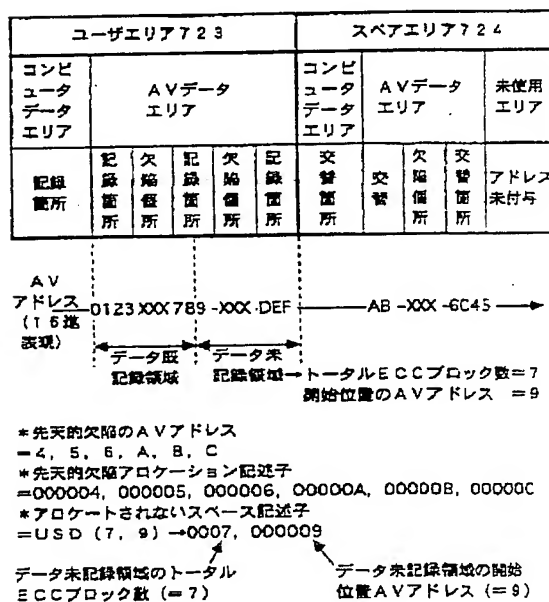 ユーザエリア723
スペアエリア724
コンピュータデータエリア
AVデータエリア
コンピュータデータエリア
AVデータエリア
未使用エリア
記録箇所
記録箇所
欠陥個所
記録箇所
欠陥個所
記録箇所
交替箇所
交替
欠陥個所
交替箇所
アドレス未付与
AVアドレス(16進表現)
0123 XXX 789 -XXX- DEF
AB -XXX -6C45
データ既記録領域
データ未記録領域→トータルECCブロック数=7
開始位置のAVアドレス =9
*先天的欠陥のAVアドレス
=4, 5, 6, A, B, C
*先天的欠陥アロケーション記述子
=000004, 000005, 000006, 00000A, 00000B, 00000C
*アロケートされないスペース記述子
=USD (7, 9) →0007, 000009
データ未記録領域のトータル
ECCブロック数 (=7)
データ未記録領域の開始
位置AVアドレス (=9)